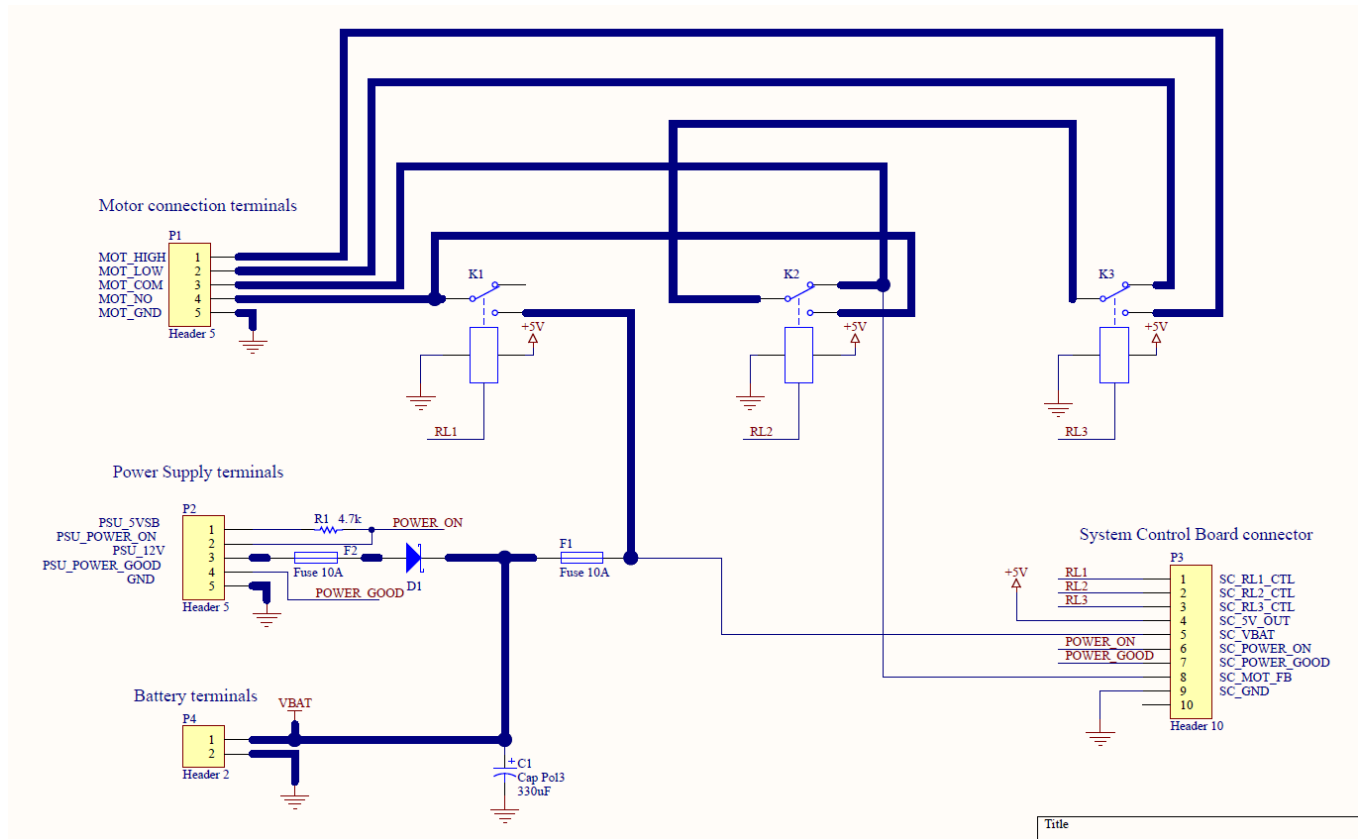 Motor connection terminals
P1
MOT_HIGH 1
MOT_LOW 2
MOT_COM 3
MOT_NO 4
MOT_GND 5
Header 5
K1
K2
K3
+5V
+5V
+5V
RL1
RL2
RL3
Power Supply terminals
P2
PSU_5VSB 1
PSU_POWER_ON 2
PSU_12V 3
PSU_POWER_GOOD 4
GND 5
Header 5
R1 4.7k
POWER_ON
F2
Fuse 10A
D1
POWER_GOOD
F1
Fuse 10A
System Control Board connector
P3
+5V
RL1 1 SC_RL1_CTL
RL2 2 SC_RL2_CTL
RL3 3 SC_RL3_CTL
4 SC_5V_OUT
5 SC_VBAT
POWER_ON 6 SC_POWER_ON
POWER_GOOD 7 SC_POWER_GOOD
8 SC_MOT_FB
9 SC_GND
10
Header 10
Battery terminals
P4
VBAT
1
2
Header 2
+ C1
Cap Pol3
330uF
Title